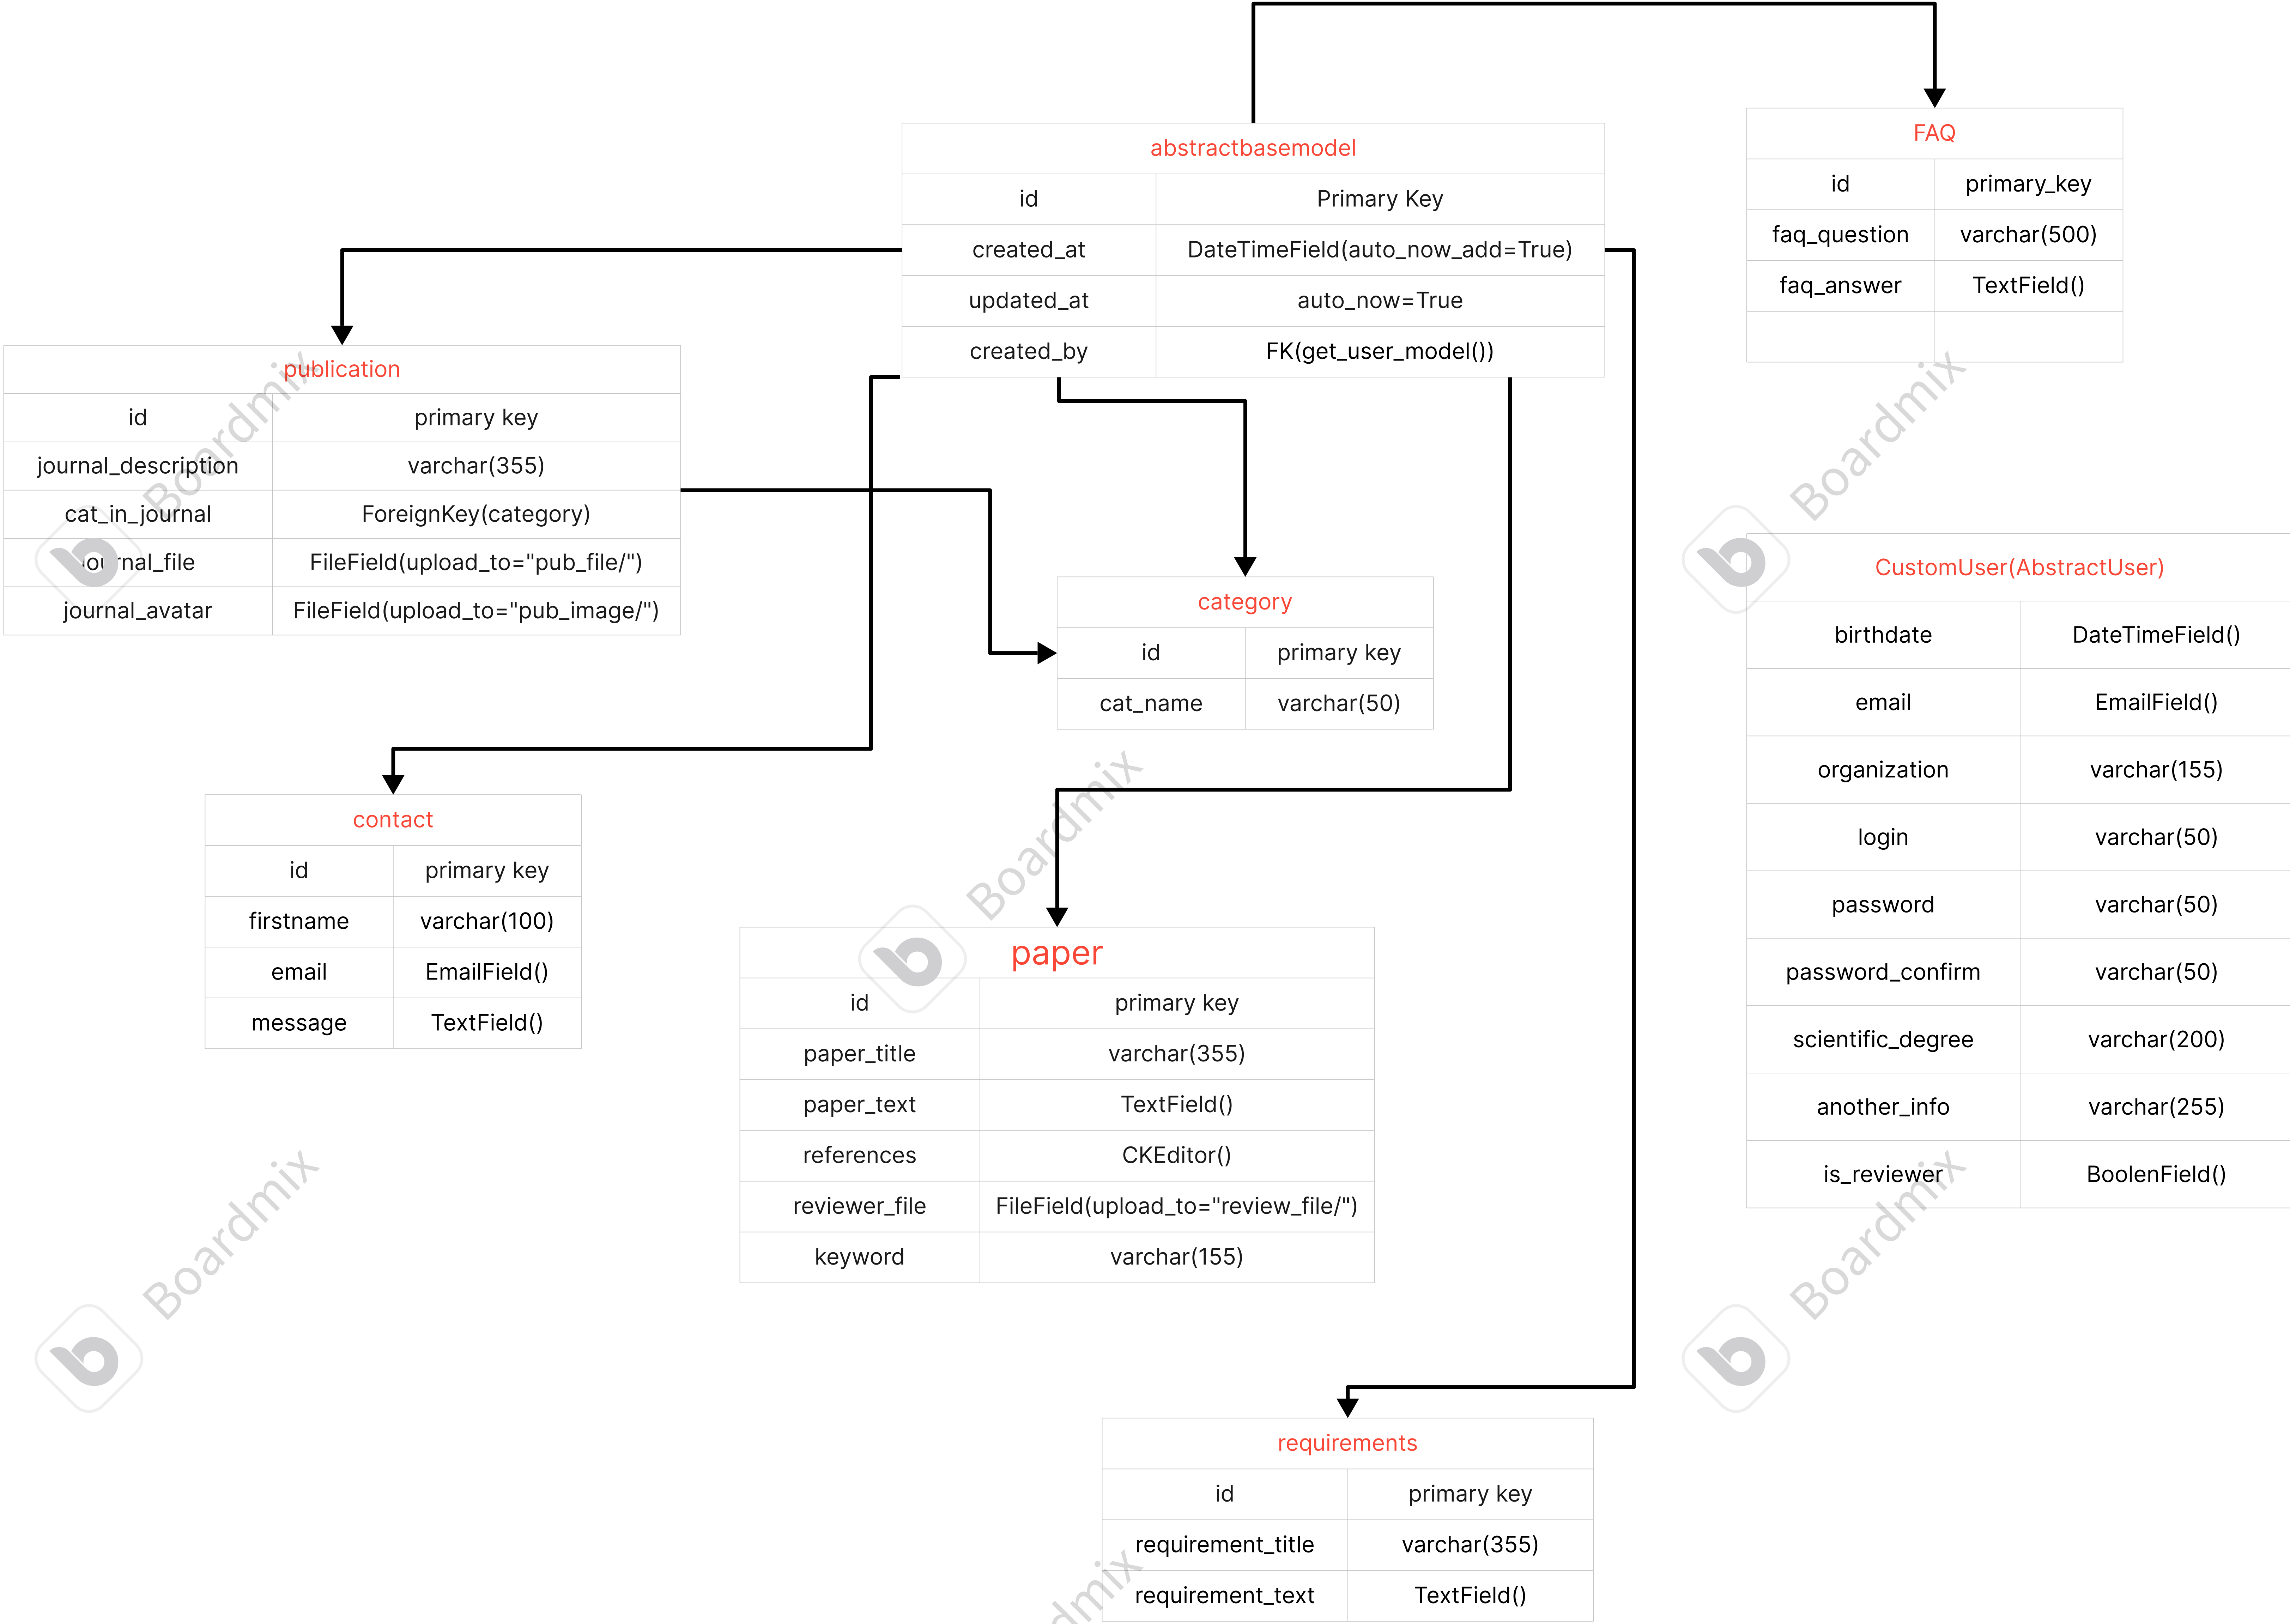 abstractbasemodel
id Primary Key
created_at DateTimeField(auto_now_add=True)
updated_at auto_now=True
created_by FK(get_user_model())
FAQ
id primary_key
faq_question varchar(500)
faq_answer TextField()
publication
id primary key
journal_description varchar(355)
cat_in_journal ForeignKey(category)
journal_file FileField(upload_to="pub_file/")
journal_avatar FileField(upload_to="pub_image/")
category
id primary key
cat_name varchar(50)
CustomUser(AbstractUser)
birthdate DateTimeField()
email EmailField()
organization varchar(155)
login varchar(50)
password varchar(50)
password_confirm varchar(50)
scientific_degree varchar(200)
another_info varchar(255)
is_reviewer BoolenField()
contact
id primary key
firstname varchar(100)
email EmailField()
message TextField()
paper
id primary key
paper_title varchar(355)
paper_text TextField()
references CKEditor()
reviewer_file FileField(upload_to="review_file/")
keyword varchar(155)
requirements
id primary key
requirement_title varchar(355)
requirement_text TextField()
Boardmix
Boardmix
Boardmix
Boardmix
Boardmix
dmix